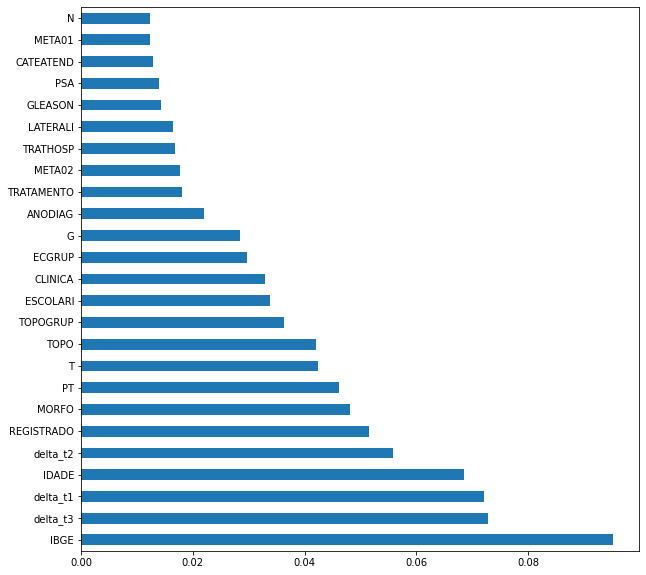 N
META01
CATEATEND
PSA
GLEASON
LATERALI
TRATHOSP
META02
TRATAMENTO
ANODIAG
G
ECGRUP
CLINICA
ESCOLARI
TOPOGRUP
TOPO
T
PT
MORFO
REGISTRADO
delta_t2
IDADE
delta_t1
delta_t3
IBGE
0.00 0.02 0.04 0.06 0.08